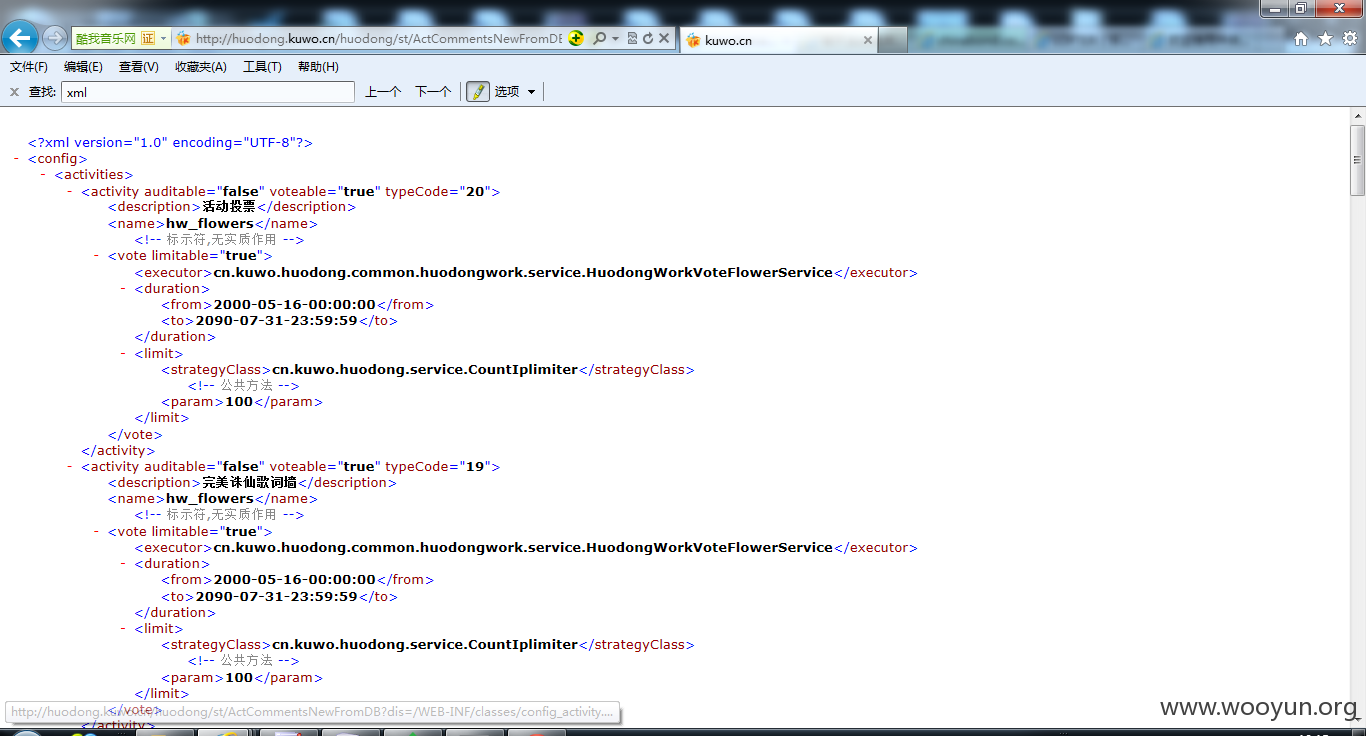 酷我音乐网 证 http://huodong.kuwo.cn/huodong/st/ActCommentsNewFromDB kuwo.cn
文件(F) 编辑(E) 查看(V) 收藏夹(A) 工具(T) 帮助(H)
x 查找: xml 上一个 下一个 选项
<?xml version="1.0" encoding="UTF-8"?>
- <config>
- <activities>
- <activity auditable="false" voteable="true" typeCode="20">
<description>活动投票</description>
<name>hw_flowers</name>
<!-- 标示符,无实质作用 -->
- <vote limitable="true">
<executor>cn.kuwo.huodong.common.huodongwork.service.HuodongWorkVoteFlowerService</executor>
- <duration>
<from>2000-05-16-00:00:00</from>
<to>2090-07-31-23:59:59</to>
</duration>
- <limit>
<strategyClass>cn.kuwo.huodong.service.CountIplimiter</strategyClass>
<!-- 公共方法 -->
<param>100</param>
</limit>
</vote>
</activity>
- <activity auditable="false" voteable="true" typeCode="19">
<description>完美诛仙歌词墙</description>
<name>hw_flowers</name>
<!-- 标示符,无实质作用 -->
- <vote limitable="true">
<executor>cn.kuwo.huodong.common.huodongwork.service.HuodongWorkVoteFlowerService</executor>
- <duration>
<from>2000-05-16-00:00:00</from>
<to>2090-07-31-23:59:59</to>
</duration>
- <limit>
<strategyClass>cn.kuwo.huodong.service.CountIplimiter</strategyClass>
<!-- 公共方法 -->
<param>100</param>
</limit>
</vote>
http://huodong.kuwo.cn/huodong/st/ActCommentsNewFromDB?dis=/WEB-INF/classes/config_activity....
</activity>
www.wooyun.org